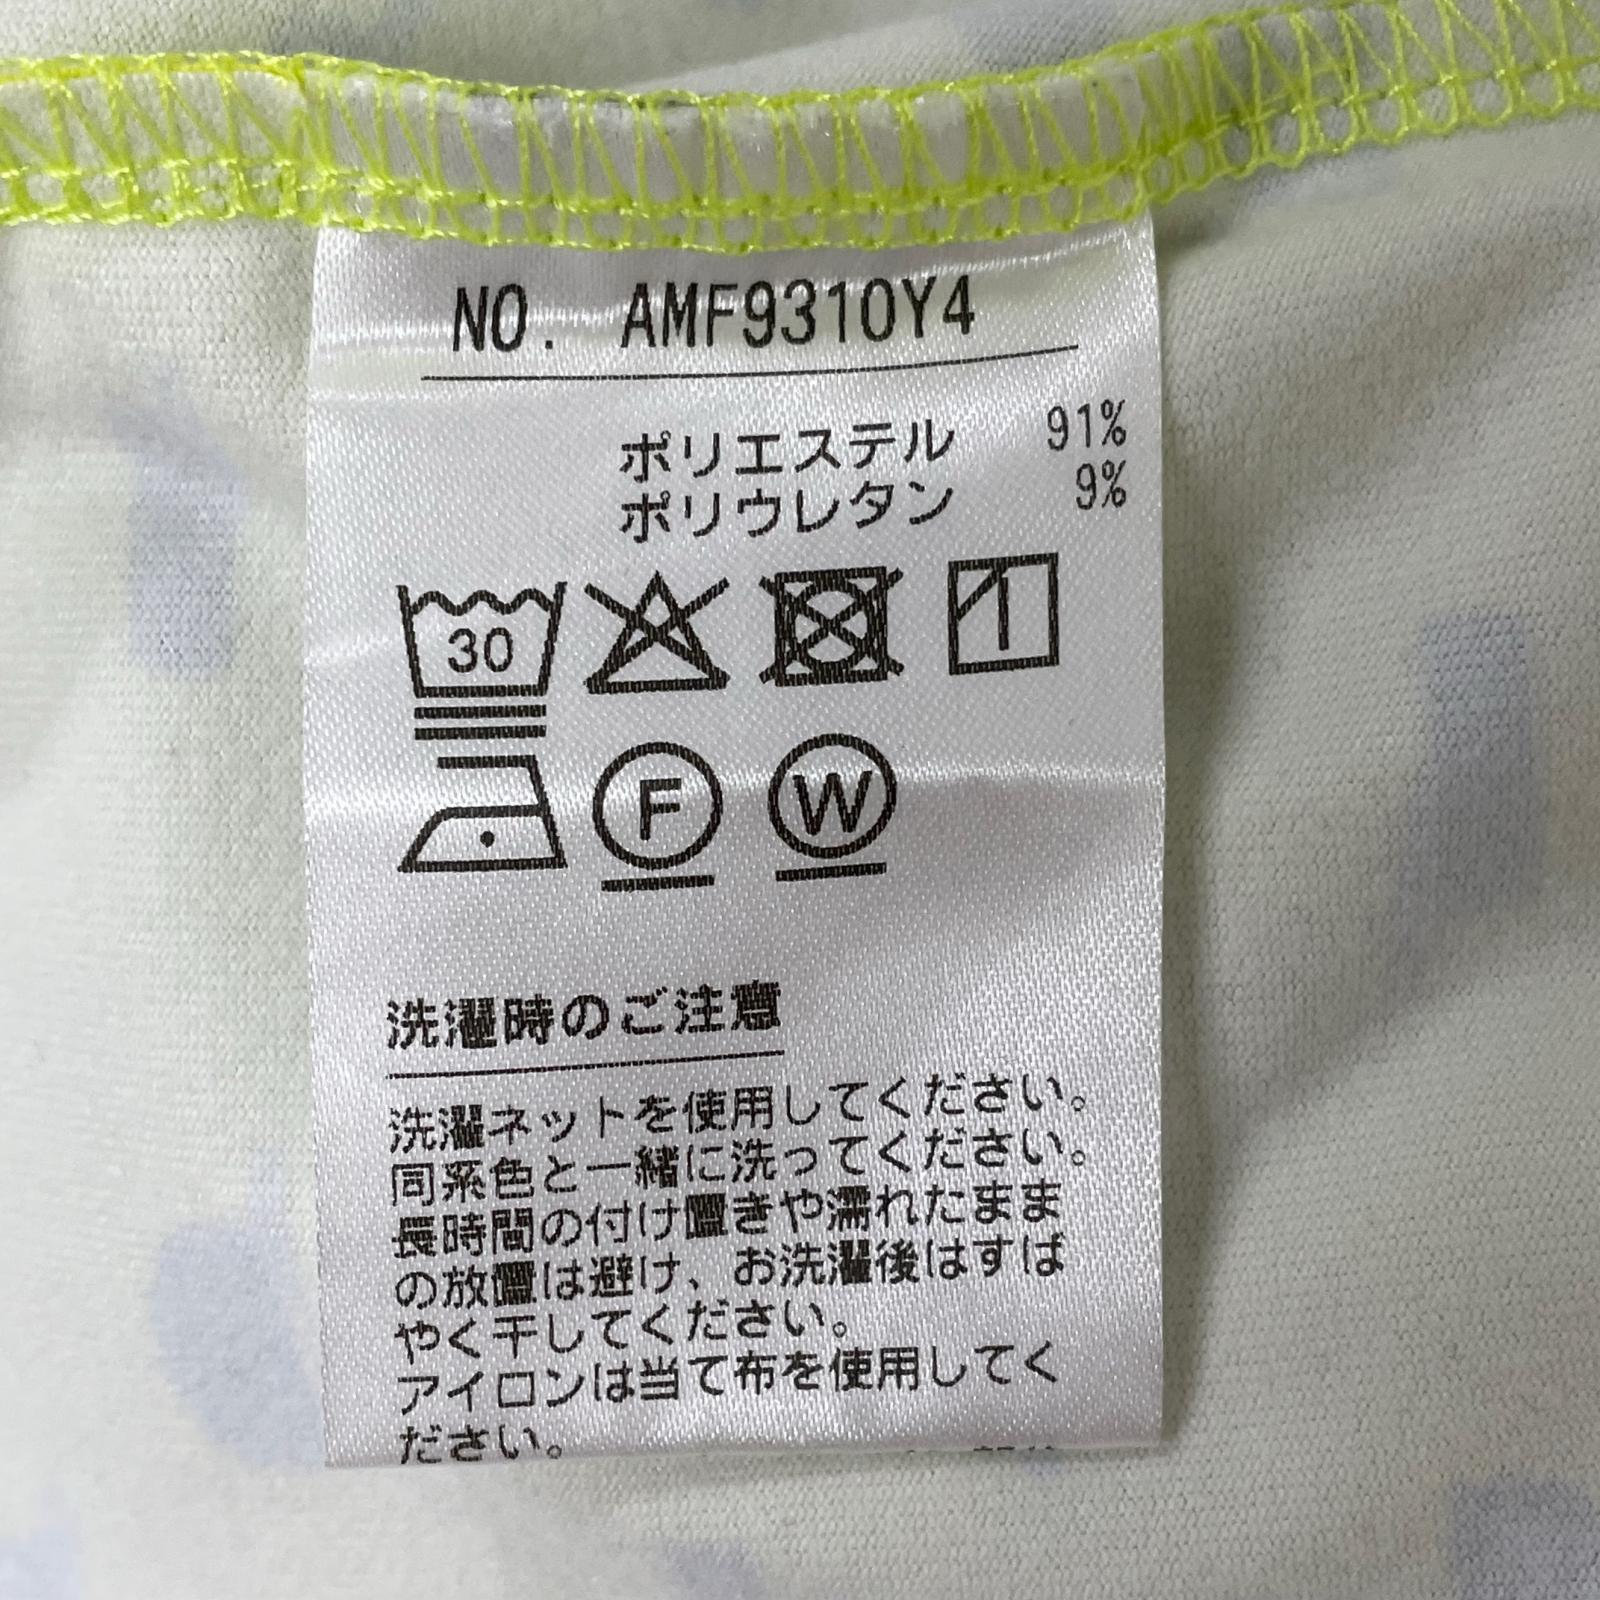 NO. AMF9310Y4
ポリエステル 91%
ポリウレタン 9%
30
F W
洗濯時のご注意
洗濯ネットを使用してください。
同系色と一緒に洗ってください。
長時間の付け置きや濡れたまま
の放置は避け、お洗濯後はすば
やく干してください。
アイロンは当て布を使用してく
ださい。